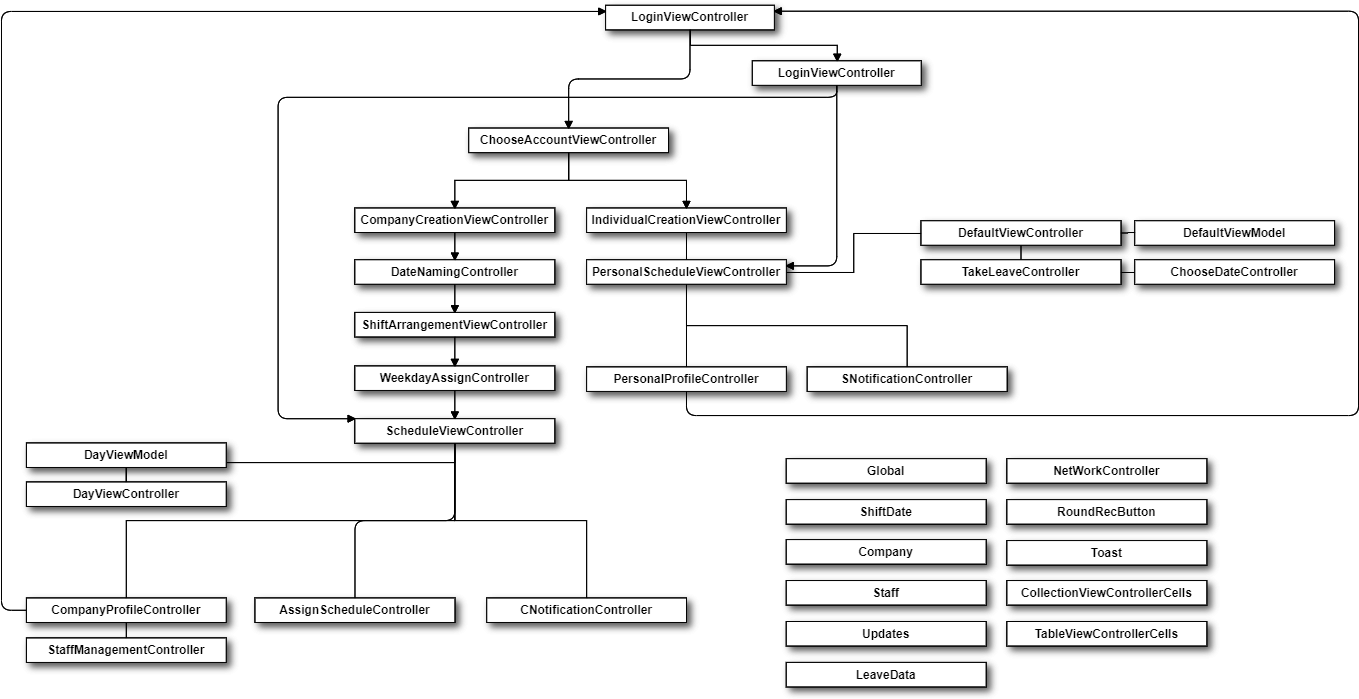 LoginViewController
LoginViewController
ChooseAccountViewController
CompanyCreationViewController
IndividualCreationViewController
DefaultViewController
DefaultViewModel
DateNamingController
PersonalScheduleViewController
TakeLeaveController
ChooseDateController
ShiftArrangementViewController
WeekdayAssignController
PersonalProfileController
SNotificationController
ScheduleViewController
DayViewModel
DayViewController
Global
NetWorkController
ShiftDate
RoundRecButton
Company
Toast
Staff
CollectionViewControllerCells
Updates
TableViewControllerCells
LeaveData
CompanyProfileController
AssignScheduleController
CNotificationController
StaffManagementController